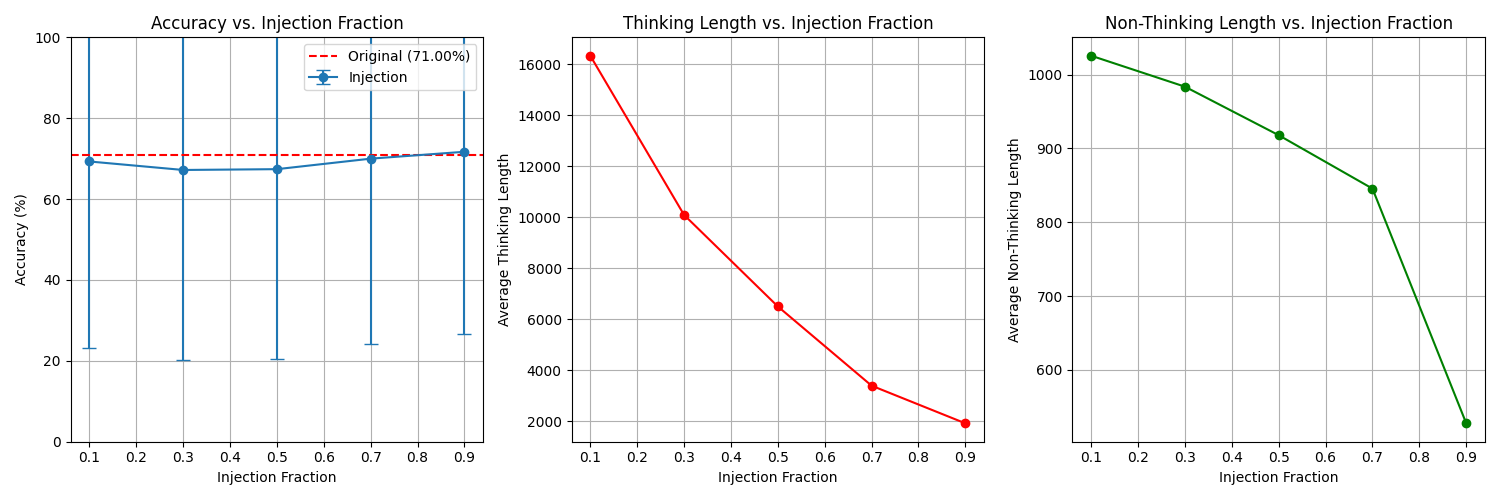 Accuracy vs. Injection Fraction
Original (71.00%)
Injection
100
80
60
40
20
0
Accuracy (%)
0.1 0.2 0.3 0.4 0.5 0.6 0.7 0.8 0.9
Injection Fraction
Thinking Length vs. Injection Fraction
16000
14000
12000
10000
8000
6000
4000
2000
Average Thinking Length
0.1 0.2 0.3 0.4 0.5 0.6 0.7 0.8 0.9
Injection Fraction
Non-Thinking Length vs. Injection Fraction
1000
900
800
700
600
Average Non-Thinking Length
0.1 0.2 0.3 0.4 0.5 0.6 0.7 0.8 0.9
Injection Fraction